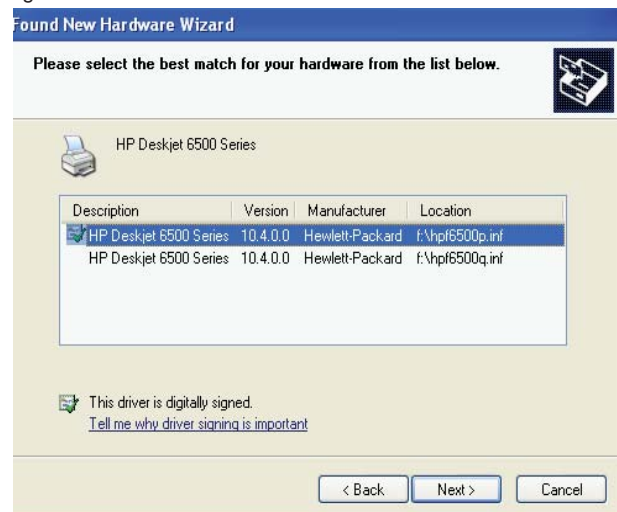 Found New Hardware Wizard
Please select the best match for your hardware from the list below.
HP Deskjet 6500 Series
Description Version Manufacturer Location
HP Deskjet 6500 Series 10.4.0.0 Hewlett-Packard f:\hpf6500p.inf
HP Deskjet 6500 Series 10.4.0.0 Hewlett-Packard f:\hpf6500q.inf
This driver is digitally signed.
Tell me why driver signing is important
< Back Next > Cancel